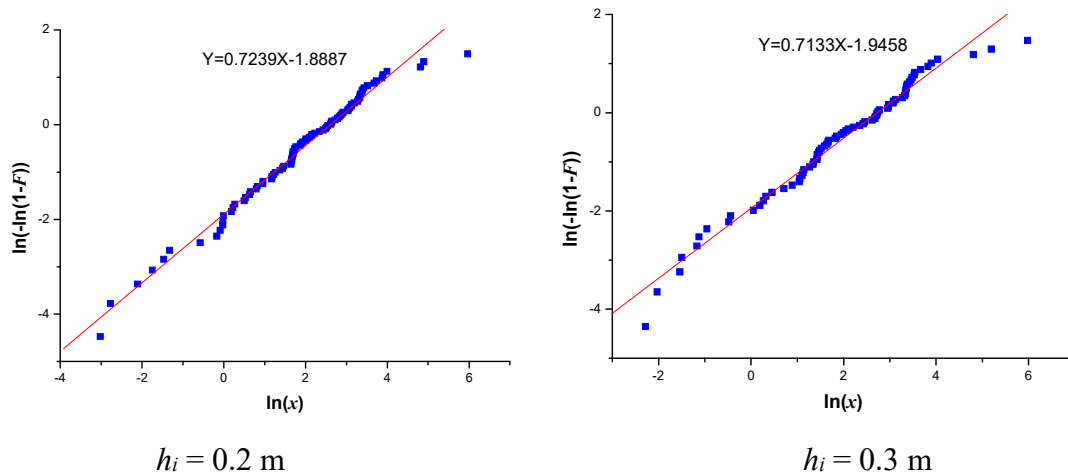 2
0
-2
-4
ln(-ln(1-F))
Y=0.7239X-1.8887
-4 -2 0 2 4 6
ln(x)
hᵢ = 0.2 m
2
0
-2
-4
ln(-ln(1-F))
Y=0.7133X-1.9458
-2 0 2 4 6
ln(x)
hᵢ = 0.3 m